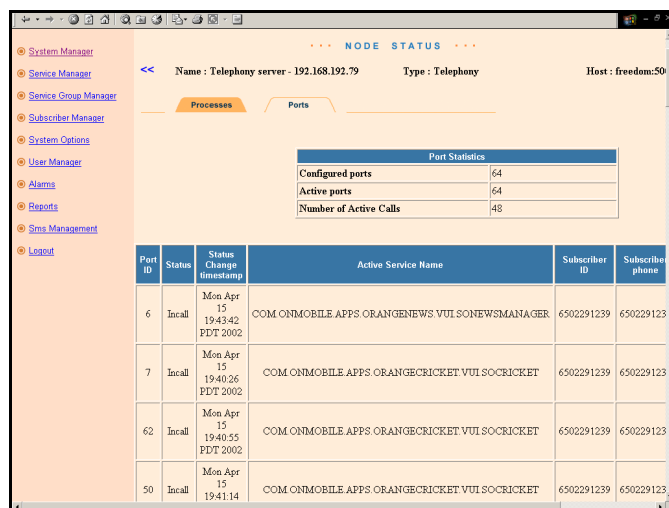 ··· NODE STATUS ···
System Manager
Service Manager
Service Group Manager
Subscriber Manager
System Options
User Manager
Alarms
Reports
Sms Management
Logout
<< Name : Telephony server - 192.168.192.79 Type : Telephony Host : freedom:50
Processes Ports
Port Statistics
Configured ports 64
Active ports 64
Number of Active Calls 48
Port ID Status Status Change timestamp Active Service Name Subscriber ID Subscriber phone
6 Incall Mon Apr 15 19:43:42 PDT 2002 COM.ONMOBILE.APPS.ORANGENEWS.VUI.SONEWSMANAGER 6502291239 650229123
7 Incall Mon Apr 15 19:40:26 PDT 2002 COM.ONMOBILE.APPS.ORANGECRICKET.VUI.SOCRICKET 6502291239 650229123
62 Incall Mon Apr 15 19:40:55 PDT 2002 COM.ONMOBILE.APPS.ORANGECRICKET.VUI.SOCRICKET 6502291239 650229123
50 Incall Mon Apr 15 19:41:14 COM.ONMOBILE.APPS.ORANGECRICKET.VUI.SOCRICKET 6502291239 650229123